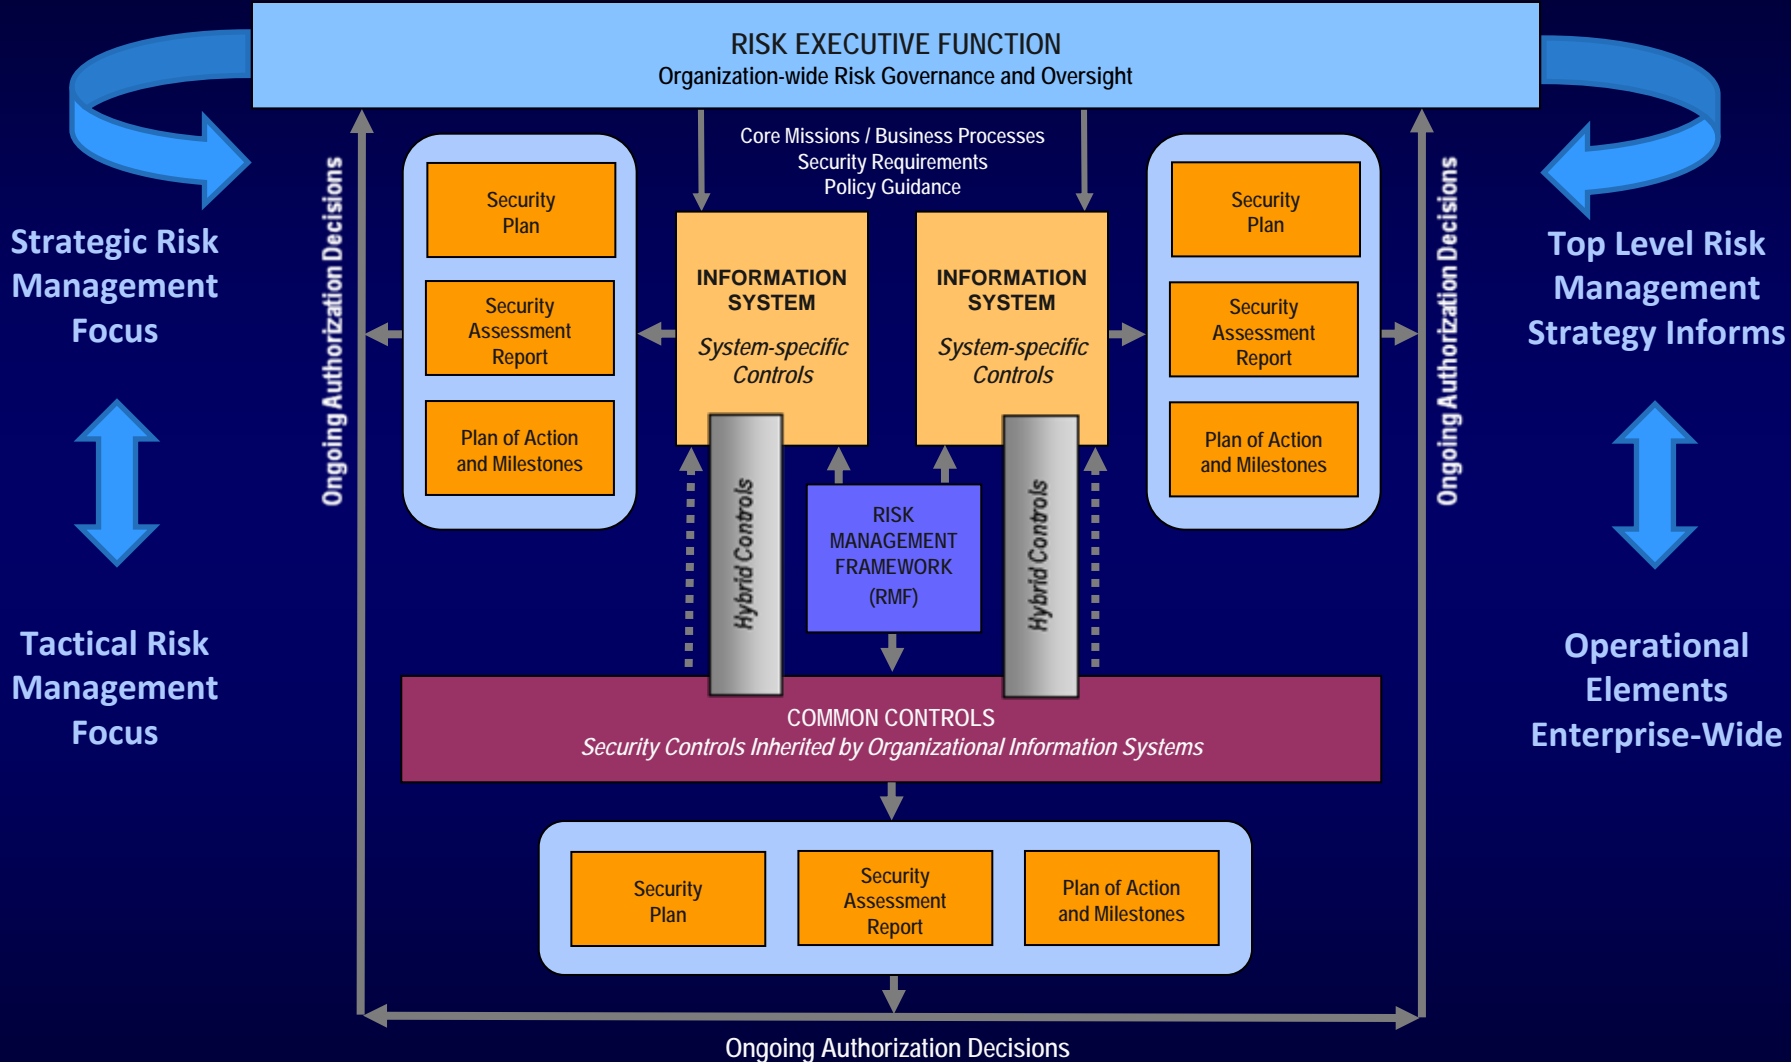 RISK EXECUTIVE FUNCTION
Organization-wide Risk Governance and Oversight
Core Missions / Business Processes
Security Requirements
Policy Guidance
Strategic Risk
Management
Focus
Tactical Risk
Management
Focus
Ongoing Authorization Decisions
Security
Plan
Security
Assessment
Report
Plan of Action
and Milestones
INFORMATION
SYSTEM
System-specific
Controls
Hybrid Controls
RISK
MANAGEMENT
FRAMEWORK
(RMF)
INFORMATION
SYSTEM
System-specific
Controls
Hybrid Controls
Security
Plan
Security
Assessment
Report
Plan of Action
and Milestones
Ongoing Authorization Decisions
Top Level Risk
Management
Strategy Informs
Operational
Elements
Enterprise-Wide
COMMON CONTROLS
Security Controls Inherited by Organizational Information Systems
Security
Plan
Security
Assessment
Report
Plan of Action
and Milestones
Ongoing Authorization Decisions